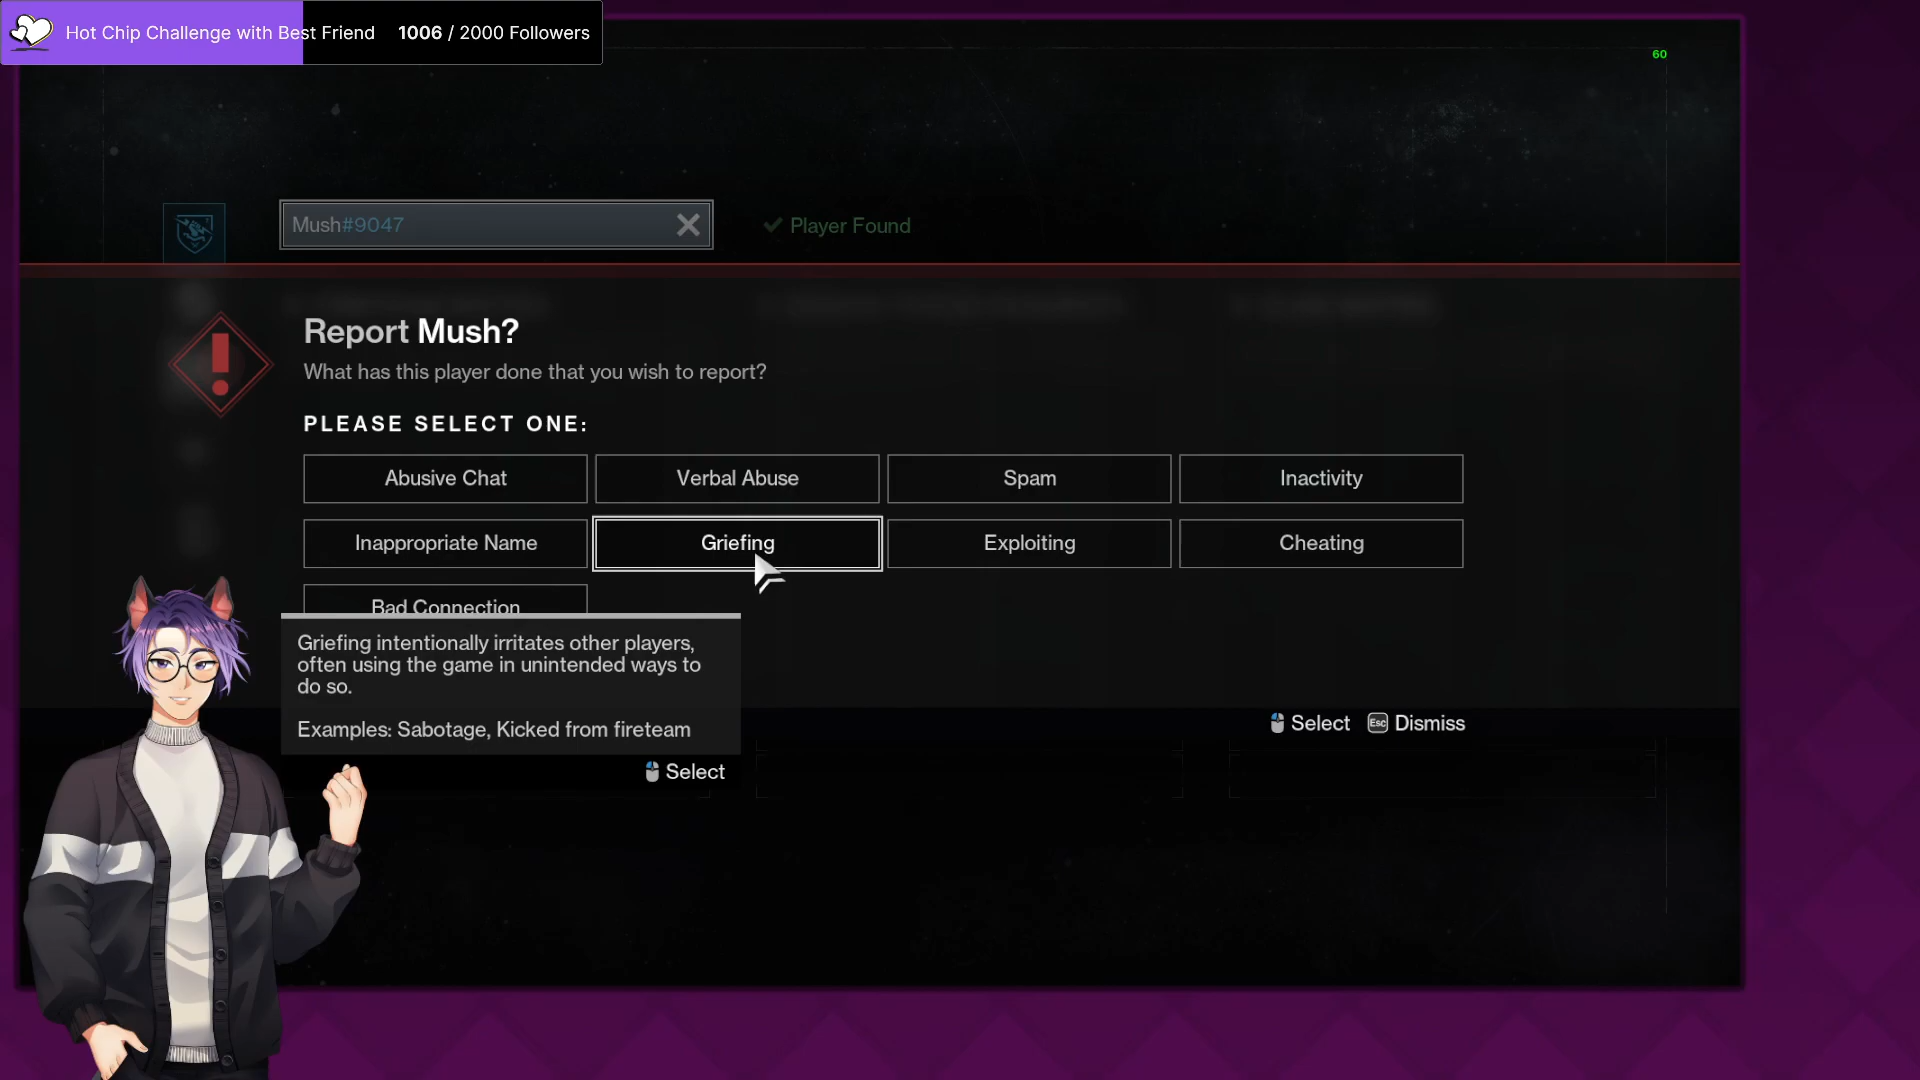 Hot Chip Challenge with Best Friend 1006 / 2000 Followers
60
Mush#9047
Player Found
Report Mush?
What has this player done that you wish to report?
PLEASE SELECT ONE:
Abusive Chat
Verbal Abuse
Spam
Inactivity
Inappropriate Name
Griefing
Exploiting
Cheating
Bad Connection
Griefing intentionally irritates other players,
often using the game in unintended ways to
do so.
Examples: Sabotage, Kicked from fireteam
Select
Select
Esc Dismiss